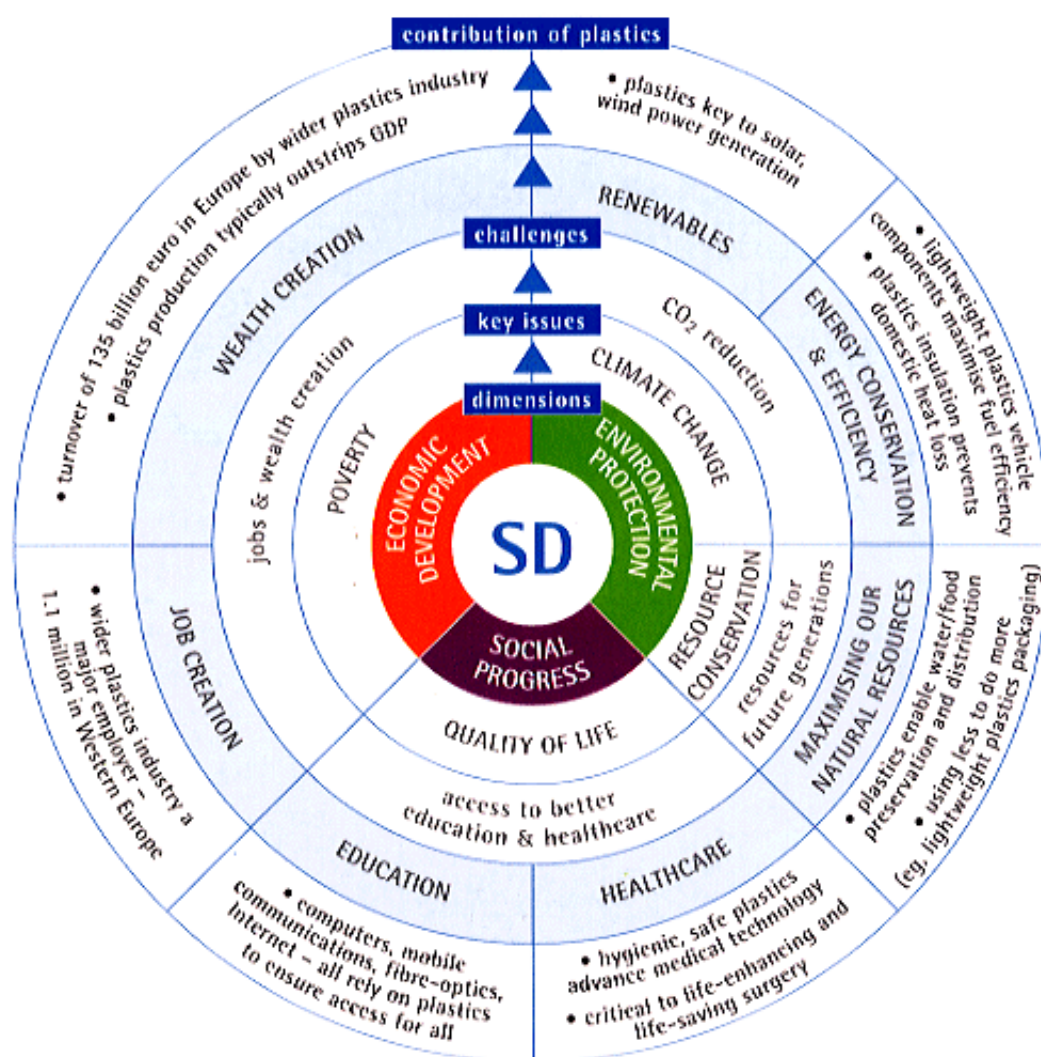 contribution of plastics
• turnover of 135 billion euro in Europe by wider plastics industry
• plastics production typically outstrips GDP
• plastics key to solar,
wind power generation
WEALTH CREATION
RENEWABLES
challenges
• lightweight plastics vehicle
components maximise fuel efficiency
• plastics insulation prevents
domestic heat loss
ENERGY CONSERVATION
& EFFICIENCY
key issues
jobs & wealth creation
CO₂ reduction
POVERTY
CLIMATE CHANGE
dimensions
ECONOMIC
DEVELOPMENT
ENVIRONMENTAL
PROTECTION
SD
SOCIAL
PROGRESS
RESOURCE
CONSERVATION
resources for
future generations
MAXIMISING OUR
NATURAL RESOURCES
• plastics enable water/food
preservation and distribution
• using less to do more
(eg. lightweight plastics packaging)
JOB CREATION
• wider plastics industry a
major employer –
1.1 million in Western Europe
QUALITY OF LIFE
access to better
education & healthcare
EDUCATION
HEALTHCARE
• computers, mobile
communications, fibre-optics,
Internet – all rely on plastics
to ensure access for all
• hygienic, safe plastics
advance medical technology
• critical to life-enhancing and
life-saving surgery